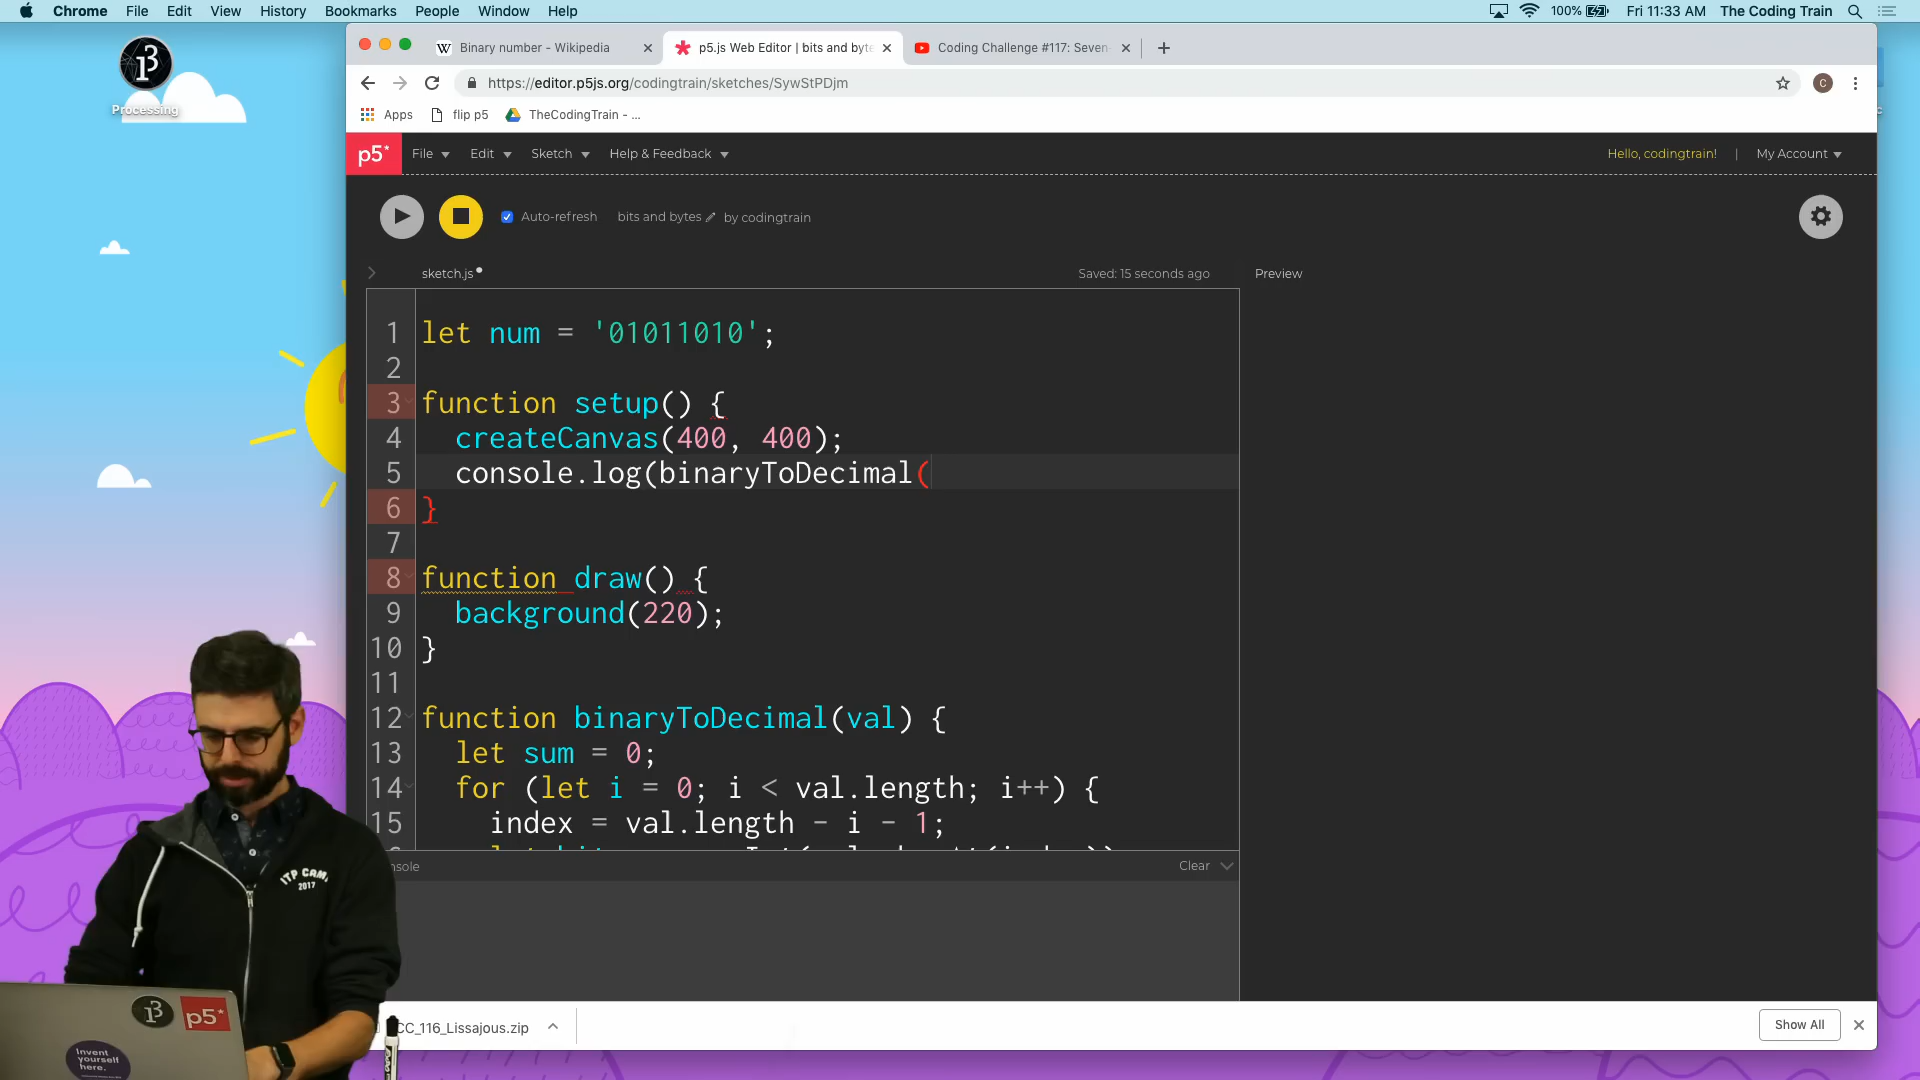 Chrome File Edit View History Bookmarks People Window Help
100% Fri 11:33 AM The Coding Train
Processing
W Binary number - Wikipedia
p5.js Web Editor | bits and byte
Coding Challenge #117: Seven-
https://editor.p5js.org/codingtrain/sketches/SywStPDjm
C
Apps flip p5 TheCodingTrain - ...
p5* File Edit Sketch Help & Feedback
Hello, codingtrain! | My Account
Auto-refresh bits and bytes by codingtrain
sketch.js
Saved: 15 seconds ago
Preview
1 let num = '01011010';
2
3 function setup() {
4 createCanvas(400, 400);
5 console.log(binaryToDecimal(
6 }
7
8 function draw() {
9 background(220);
10 }
11
12 function binaryToDecimal(val) {
13 let sum = 0;
14 for (let i = 0; i < val.length; i++) {
15 index = val.length - i - 1;
nsole
Clear
CC_116_Lissajous.zip
Show All
ITP CAMP
2017
p5*
Invent
yourself
here.